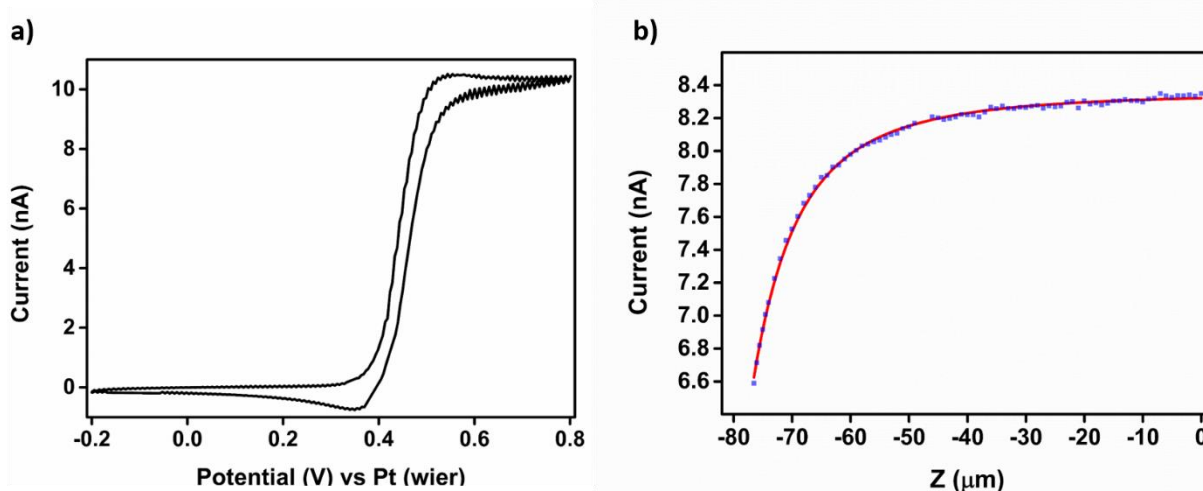 a)
10
8
6
4
2
0
-0.2 0.0 0.2 0.4 0.6 0.8
Current (nA)
Potential (V) vs Pt (wier)
b)
8.4
8.2
8.0
7.8
7.6
7.4
7.2
7.0
6.8
6.6
-80 -70 -60 -50 -40 -30 -20 -10 0
Current (nA)
Z (μm)